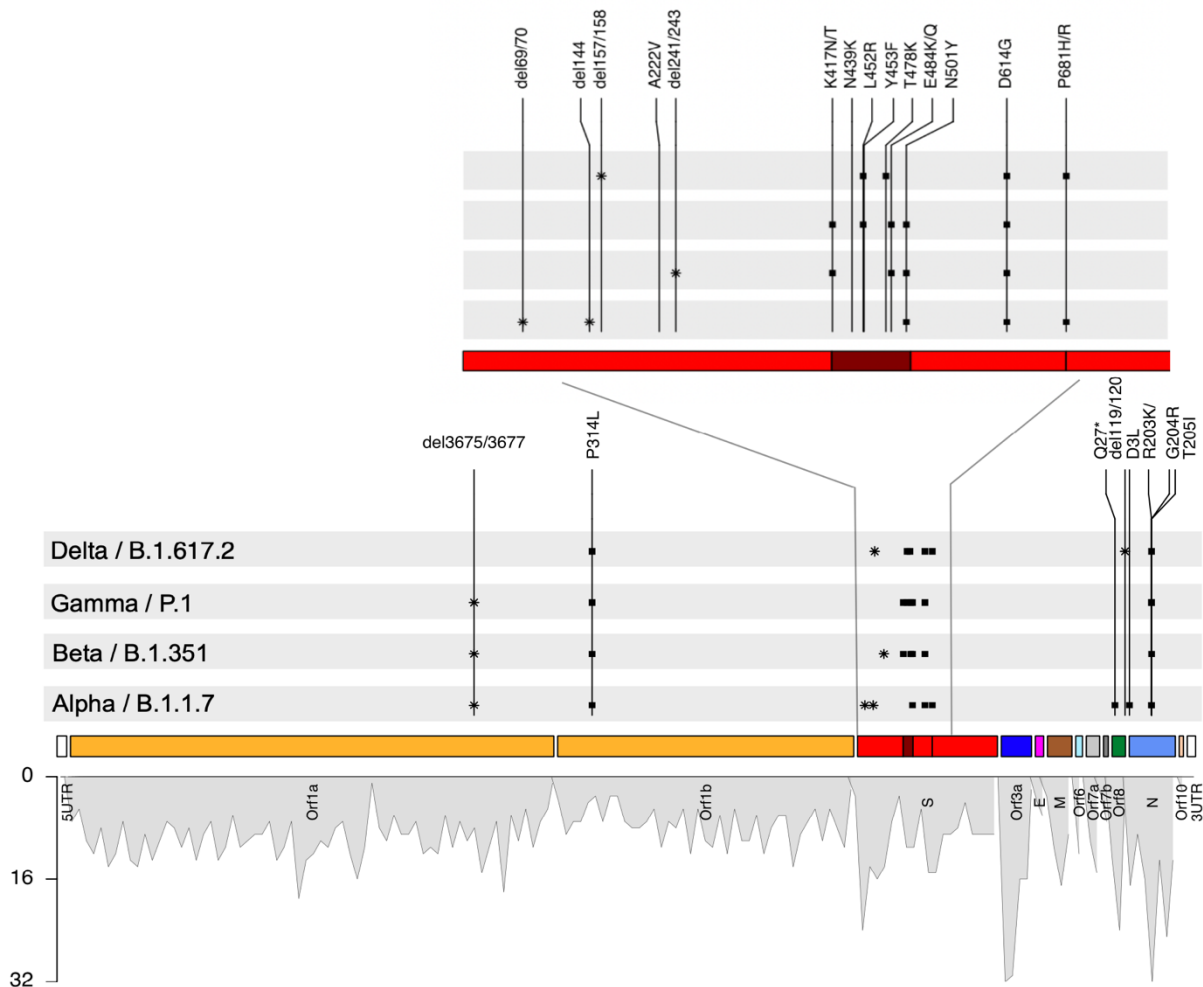 del69/70
del144
del157/158
A222V
del241/243
K417N/T
N439K
L452R
Y453F
T478K
E484K/Q
N501Y
D614G
P681H/R
del3675/3677
P314L
Q27*
del119/120
D3L
R203K/
G204R
T205I
Delta / B.1.617.2
Gamma / P.1
Beta / B.1.351
Alpha / B.1.1.7
0
16
32
5UTR
Orf1a
Orf1b
S
Orf3a
E
M
Orf6
Orf7a
Orf7b
Orf8
N
Orf10
3UTR